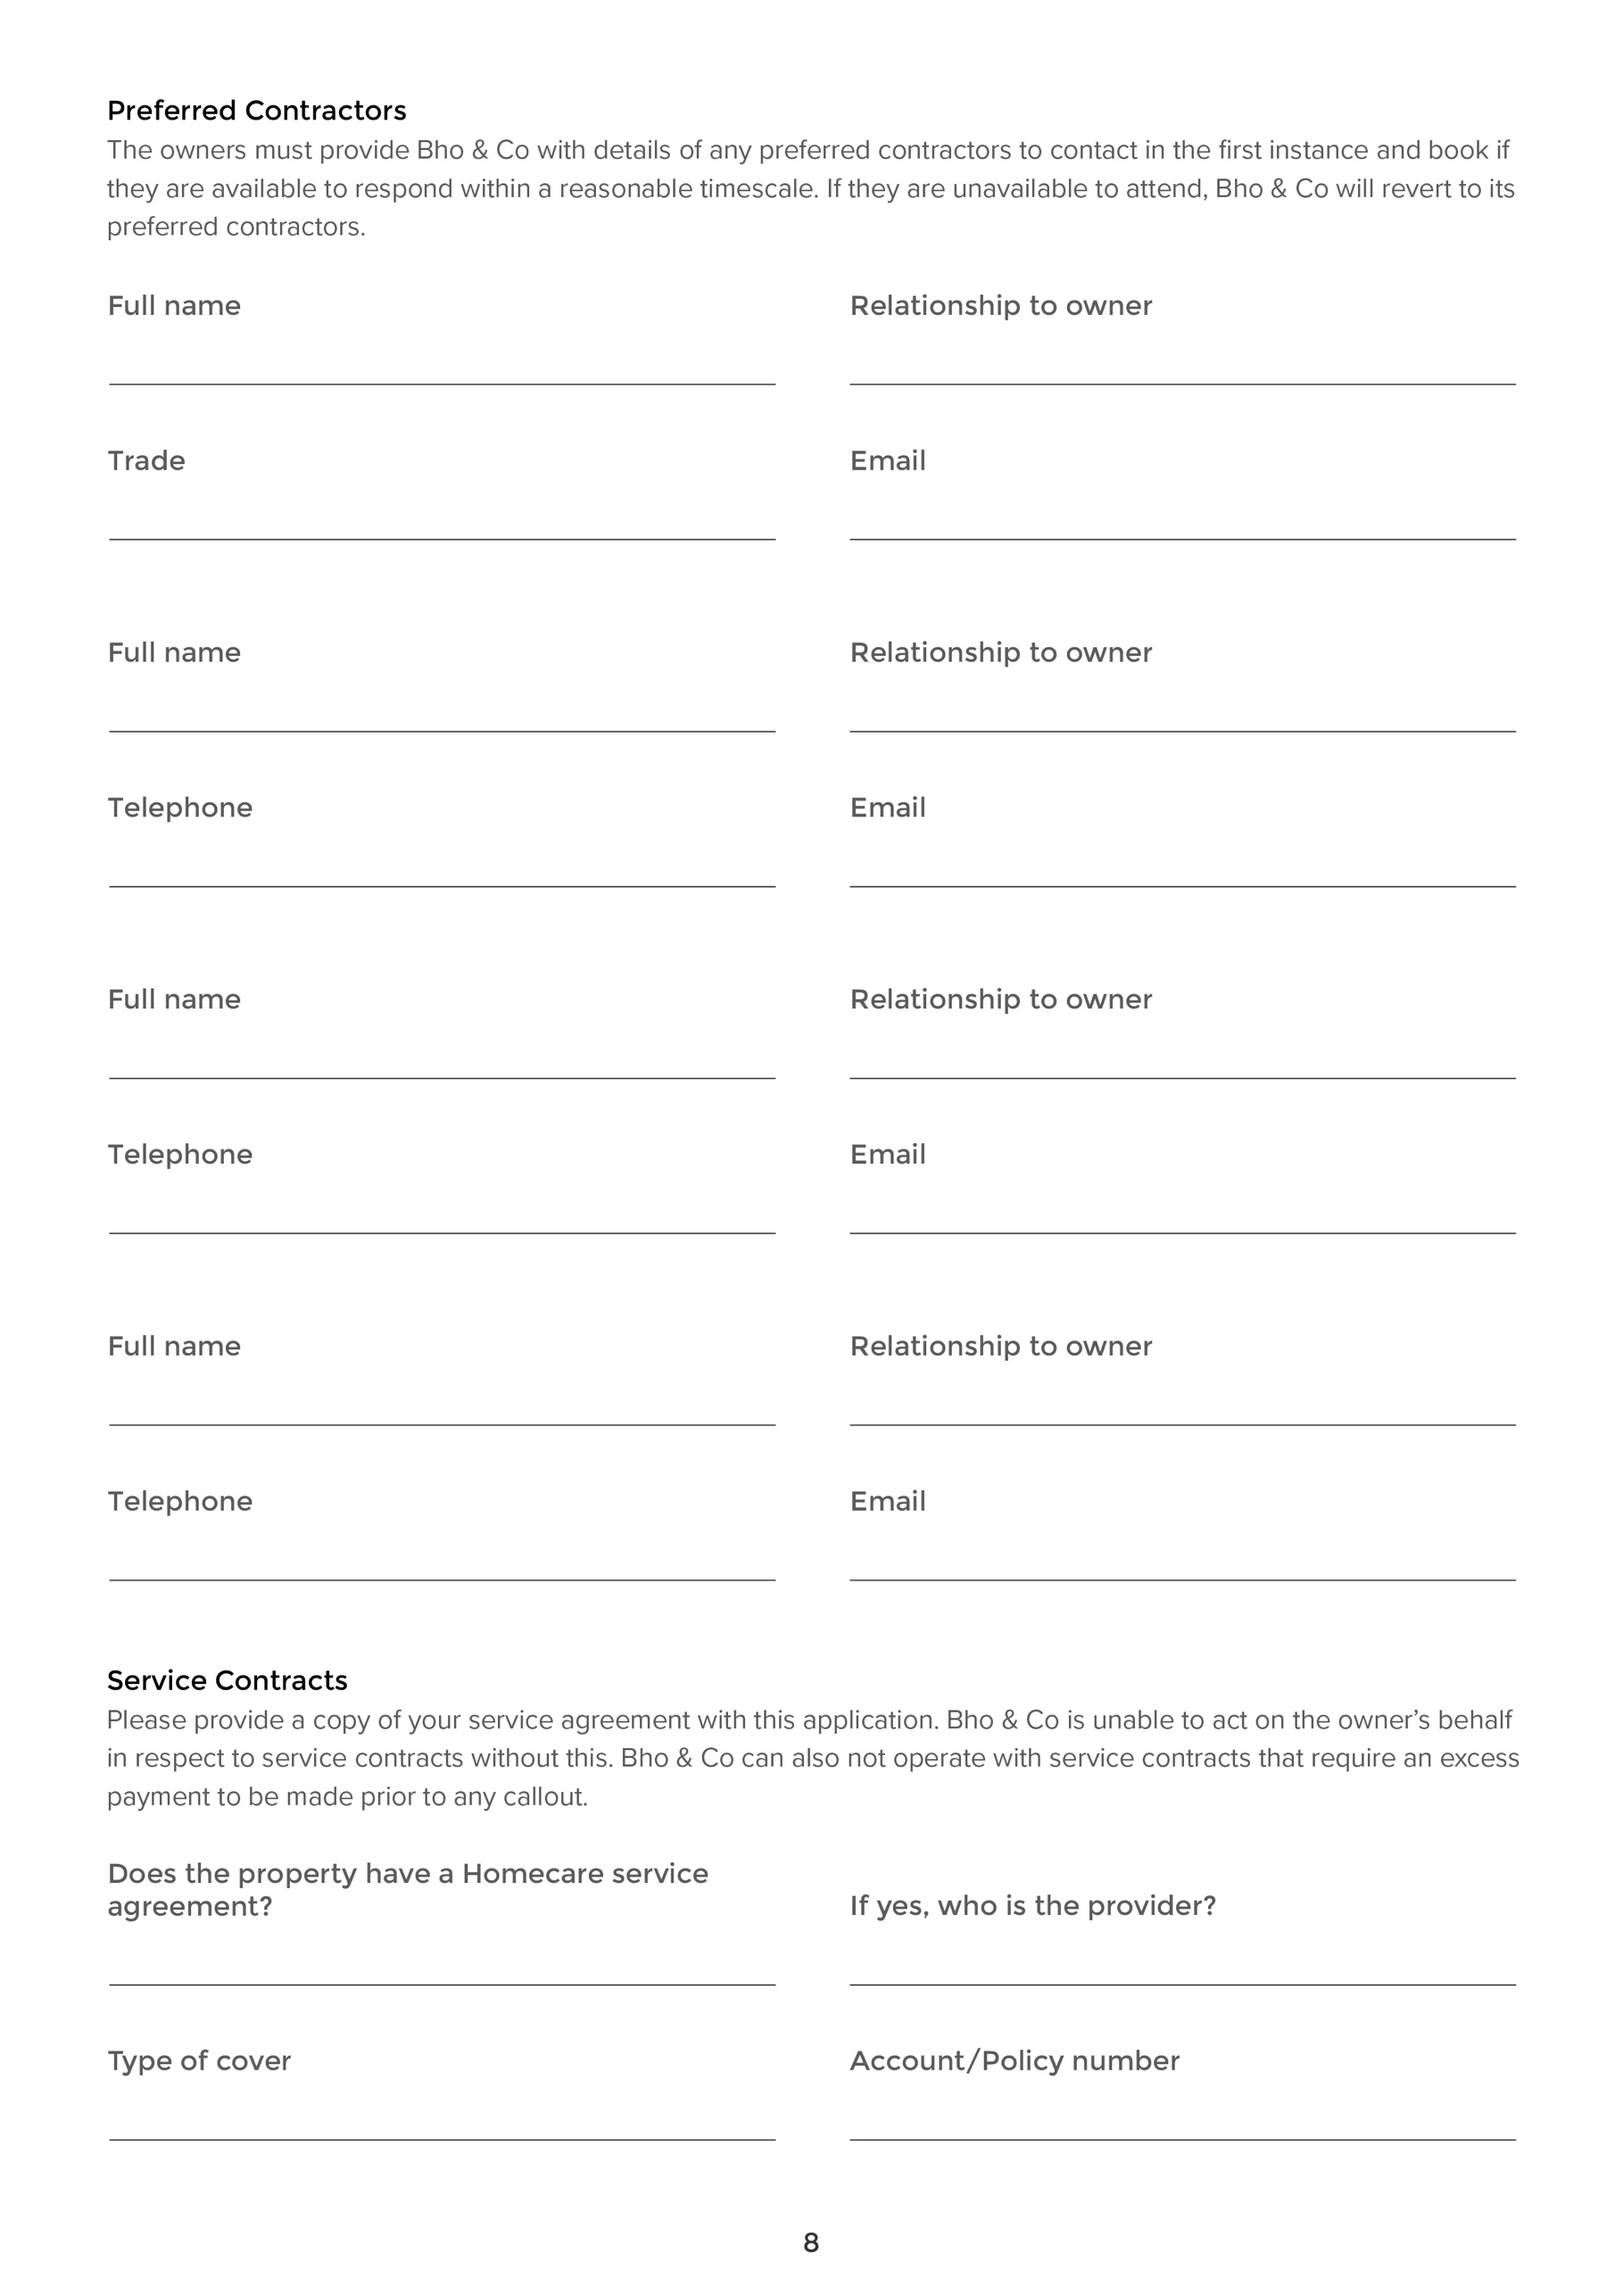 Preferred Contractors
The owners must provide Bho & Co with details of any preferred contractors to contact in the first instance and book if
they are available to respond within a reasonable timescale. If they are unavailable to attend, Bho & Co will revert to its
preferred contractors.
Full name
Relationship to owner
Trade
Email
Full name
Relationship to owner
Telephone
Email
Full name
Relationship to owner
Telephone
Email
Full name
Relationship to owner
Telephone
Email
Service Contracts
Please provide a copy of your service agreement with this application. Bho & Co is unable to act on the owner’s behalf
in respect to service contracts without this. Bho & Co can also not operate with service contracts that require an excess
payment to be made prior to any callout.
Does the property have a Homecare service
agreement?
If yes, who is the provider?
Type of cover
Account/Policy number
8